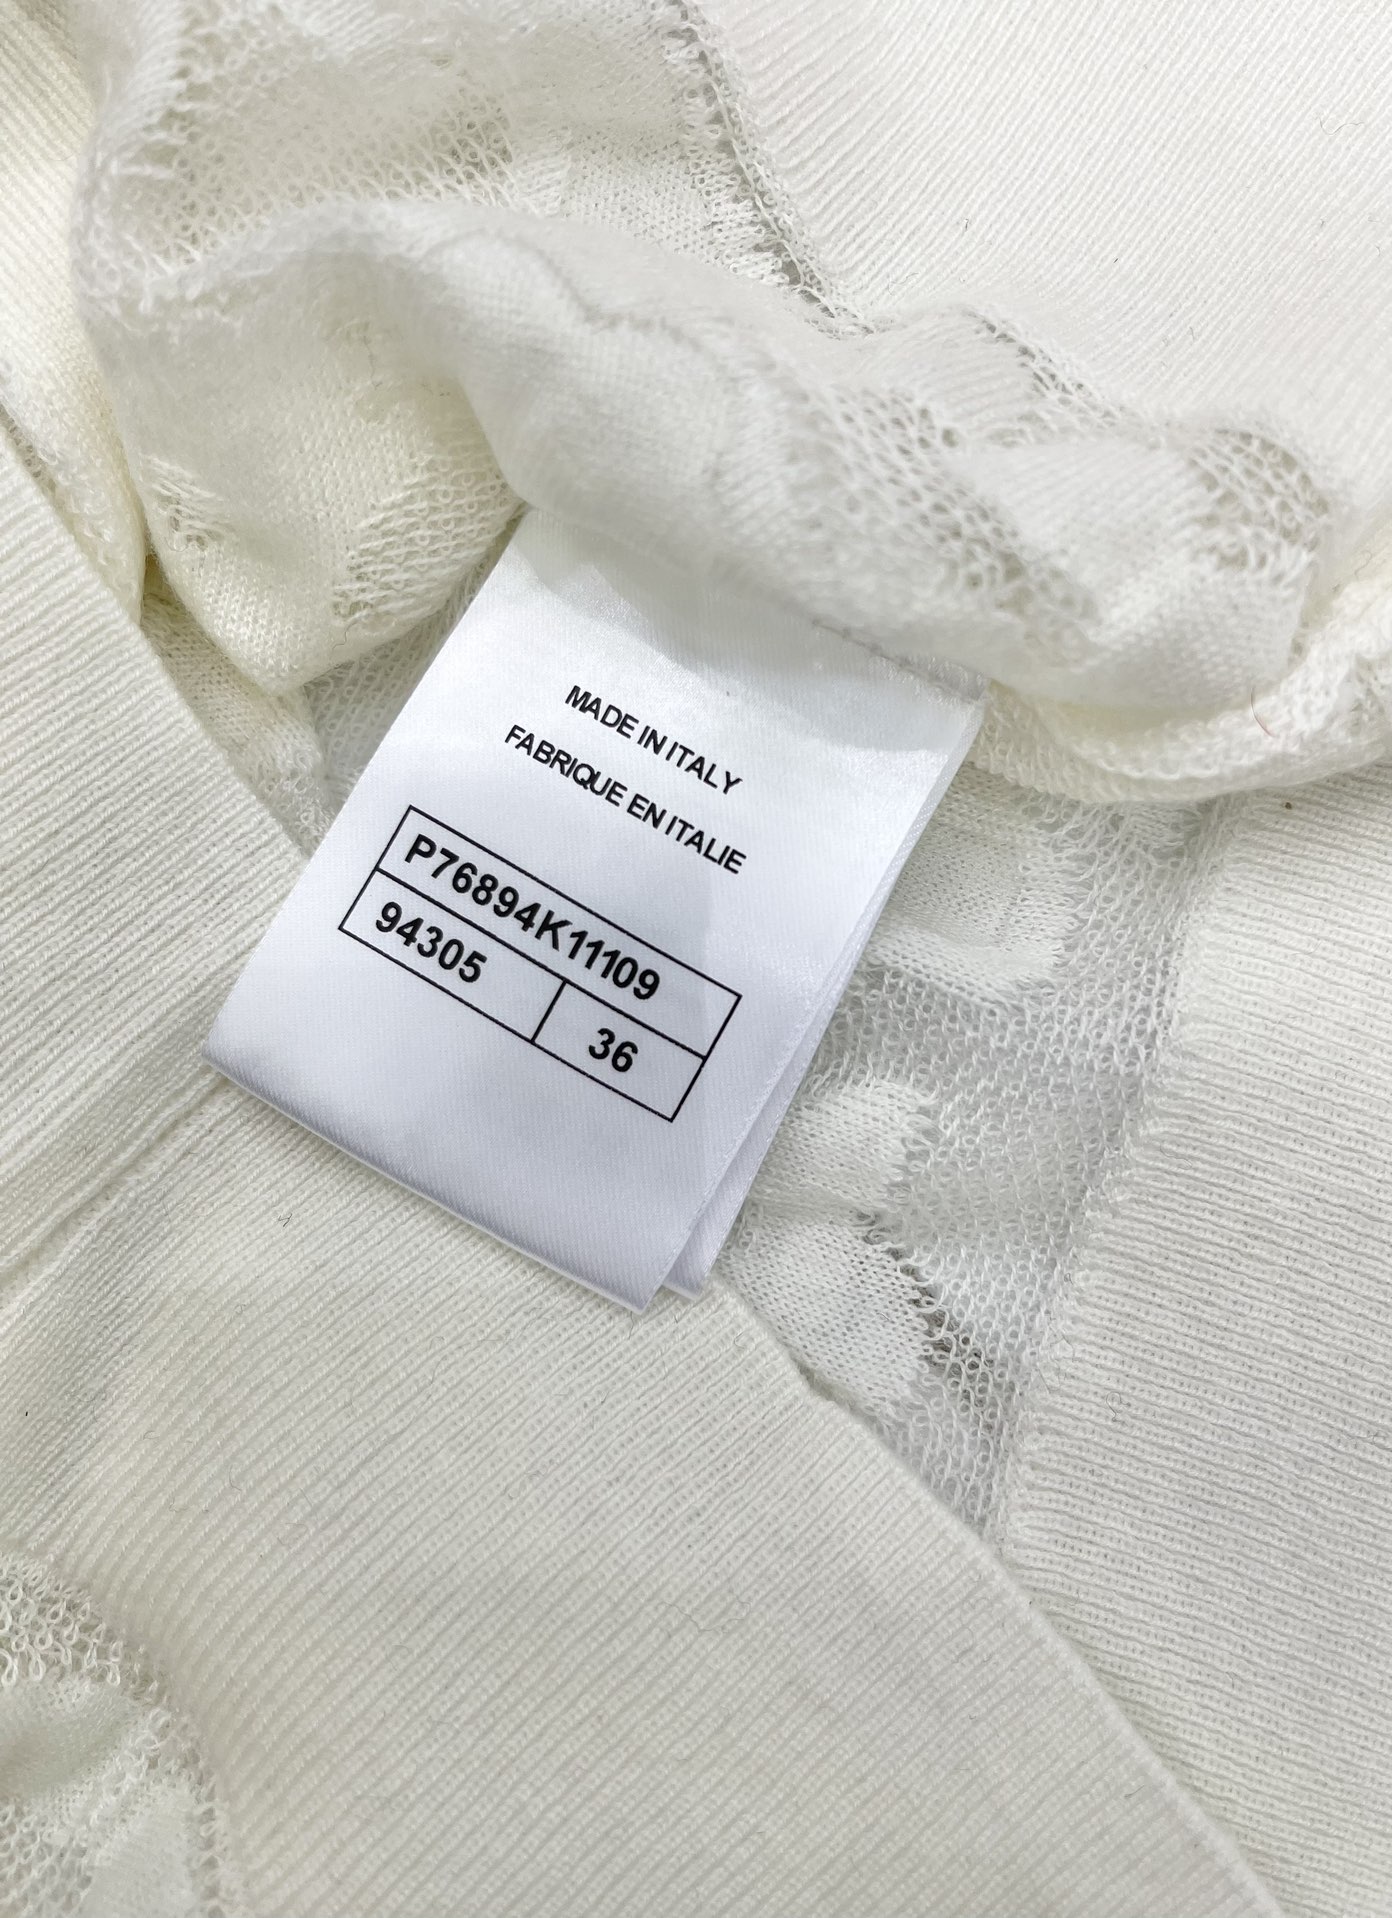 MADE IN ITALY
FABRIQUE EN ITALIE
P76894K11109
94305 36